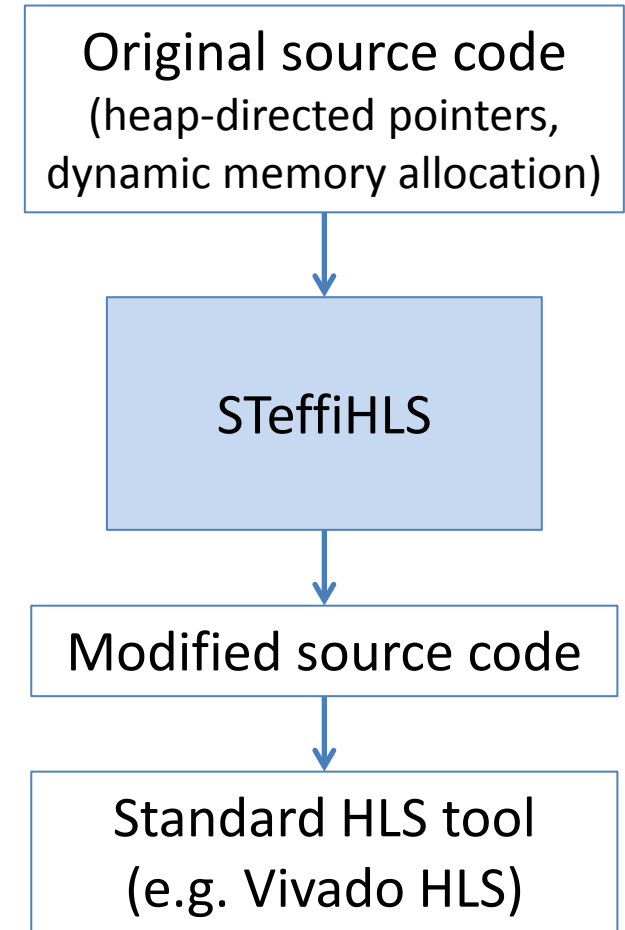 Original source code
(heap-directed pointers,
dynamic memory allocation)
STeffiHLS
Modified source code
Standard HLS tool
(e.g. Vivado HLS)